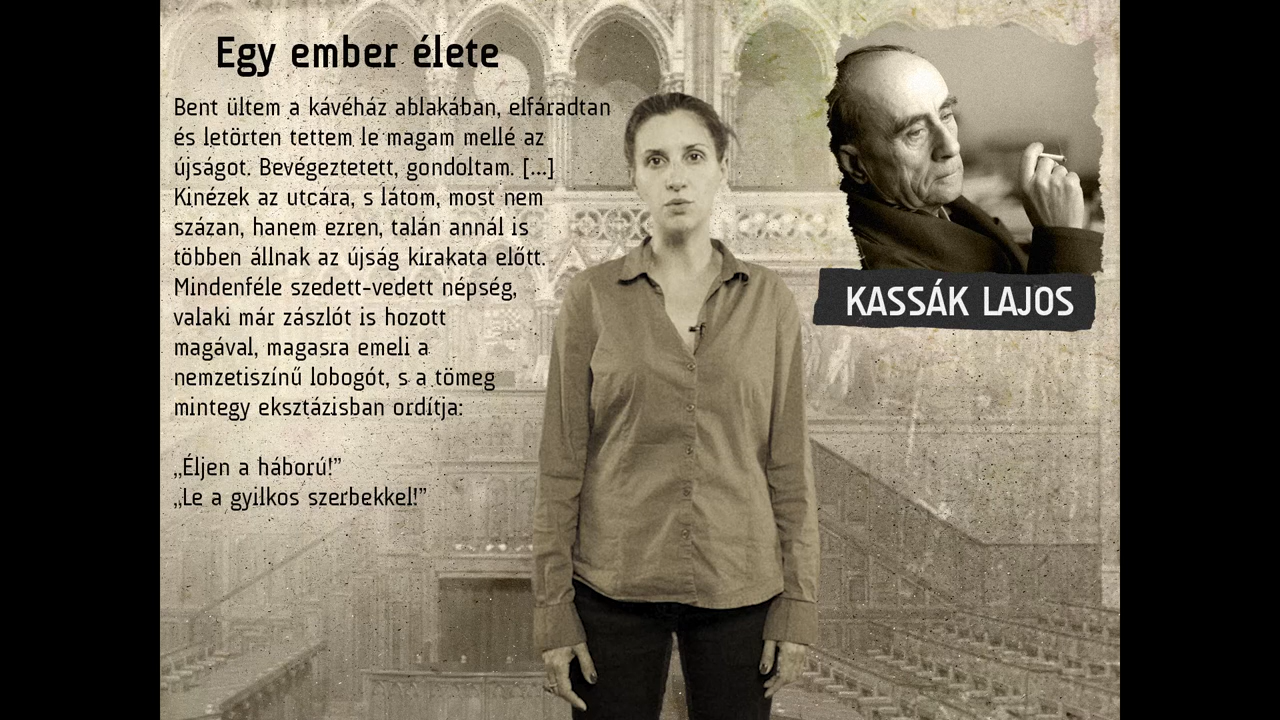 Egy ember élete
Bent ültem a kávéház ablakában, elfáradtan
és letörten tettem le magam mellé az
újságot. Bevégeztetett, gondoltam. [...]
Kinézek az utcára, s látom, most nem
százan, hanem ezren, talán annál is
többen állnak az újság kirakata előtt.
Mindenféle szedett-vedett népség,
valaki már zászlót is hozott
magával, magasra emeli a
nemzetiszínű lobogót, s a tömeg
mintegy eksztázisban ordítja:
„Éljen a háború!”
„Le a gyilkos szerbekkel!”
KASSÁK LAJOS